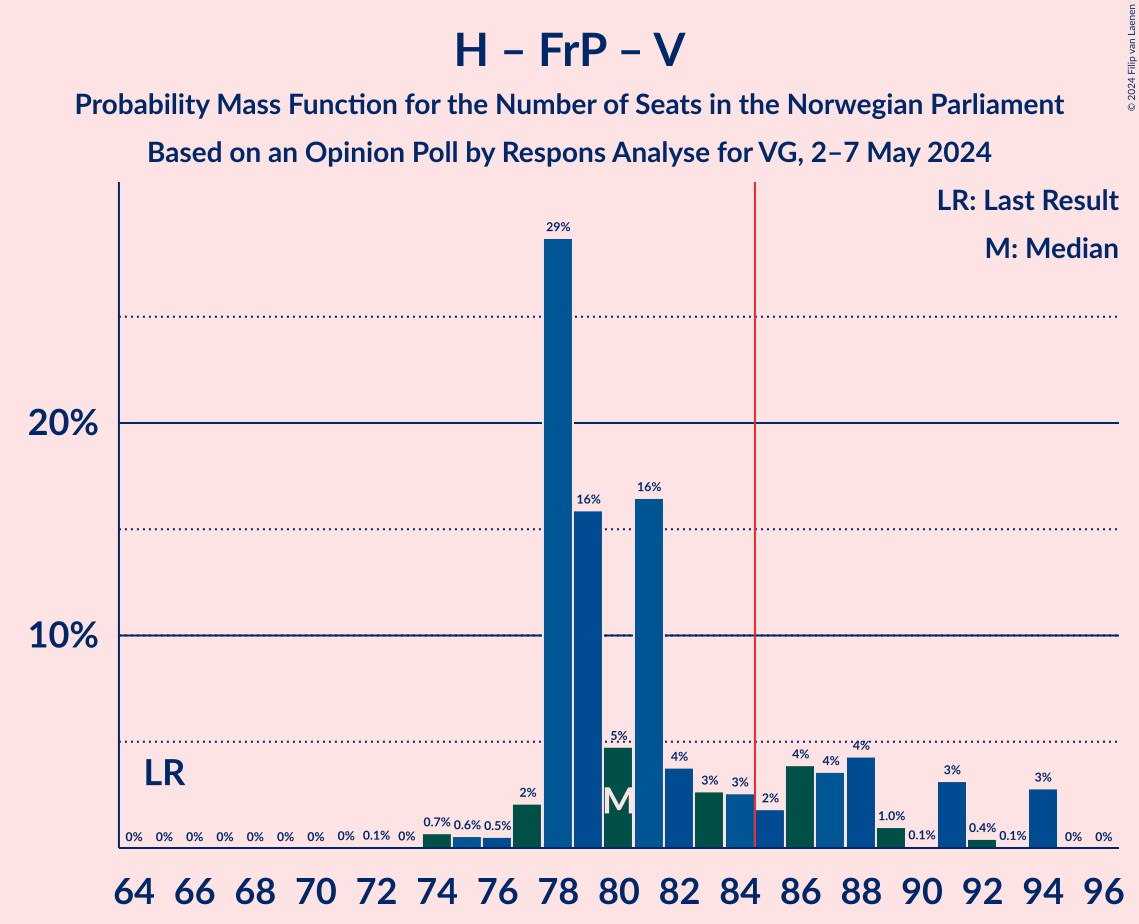 H – FrP – V
Probability Mass Function for the Number of Seats in the Norwegian Parliament
Based on an Opinion Poll by Respons Analyse for VG, 2–7 May 2024
© 2024 Filip van Laenen
LR: Last Result
M: Median
20%
10%
LR
M
0% 0% 0% 0% 0% 0% 0% 0% 0.1% 0% 0.7% 0.6% 0.5% 2% 29% 16% 5% 16% 4% 3% 3% 2% 4% 4% 4% 1.0% 0.1% 3% 0.4% 0.1% 3% 0% 0%
64 66 68 70 72 74 76 78 80 82 84 86 88 90 92 94 96